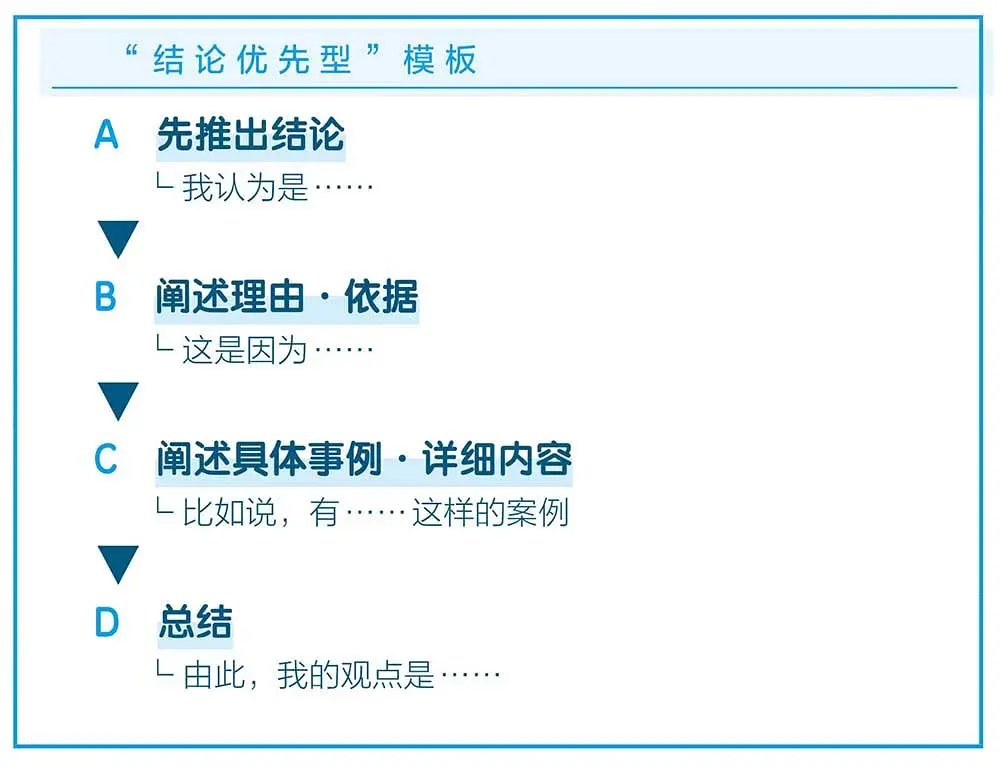 “结论优先型”模板
A 先推出结论
我认为是……
B 阐述理由·依据
这是因为……
C 阐述具体事例·详细内容
比如说，有……这样的案例
D 总结
由此，我的观点是……